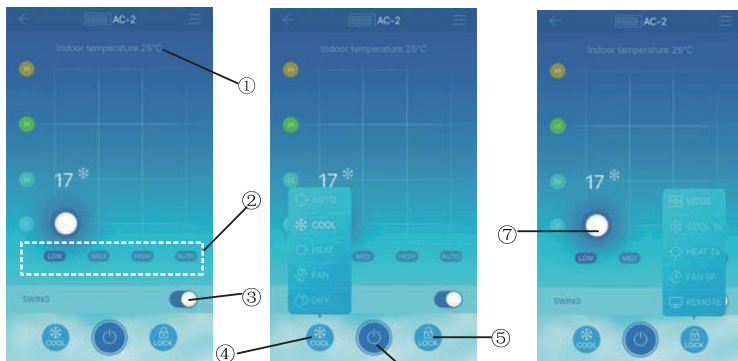 AC-2
Indoor temperature 25°C
①
17
②
LOW MED HIGH AUTO
SWING
③
COOL
LOCK
AC-2
Indoor temperature 25°C
17
AUTO
COOL
HEAT
FAN
DRY
MED HIGH AUTO
④
COOL
LOCK
⑤
AC-2
Indoor temperature 25°C
17
⑦
MODE
COOL Ts
HEAT Ts
FAN SP
REMOTE
LOW MED
SWING
COOL
LOCK